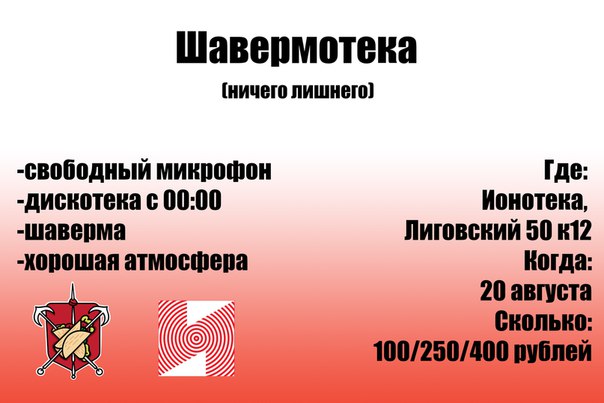 Шавермотека
(ничего лишнего)
-свободный микрофон
-дискотека с 00:00
-шаверма
-хорошая атмосфера
Где:
Ионотека,
Лиговский 50 к12
Когда:
20 августа
Сколько:
100/250/400 рублей